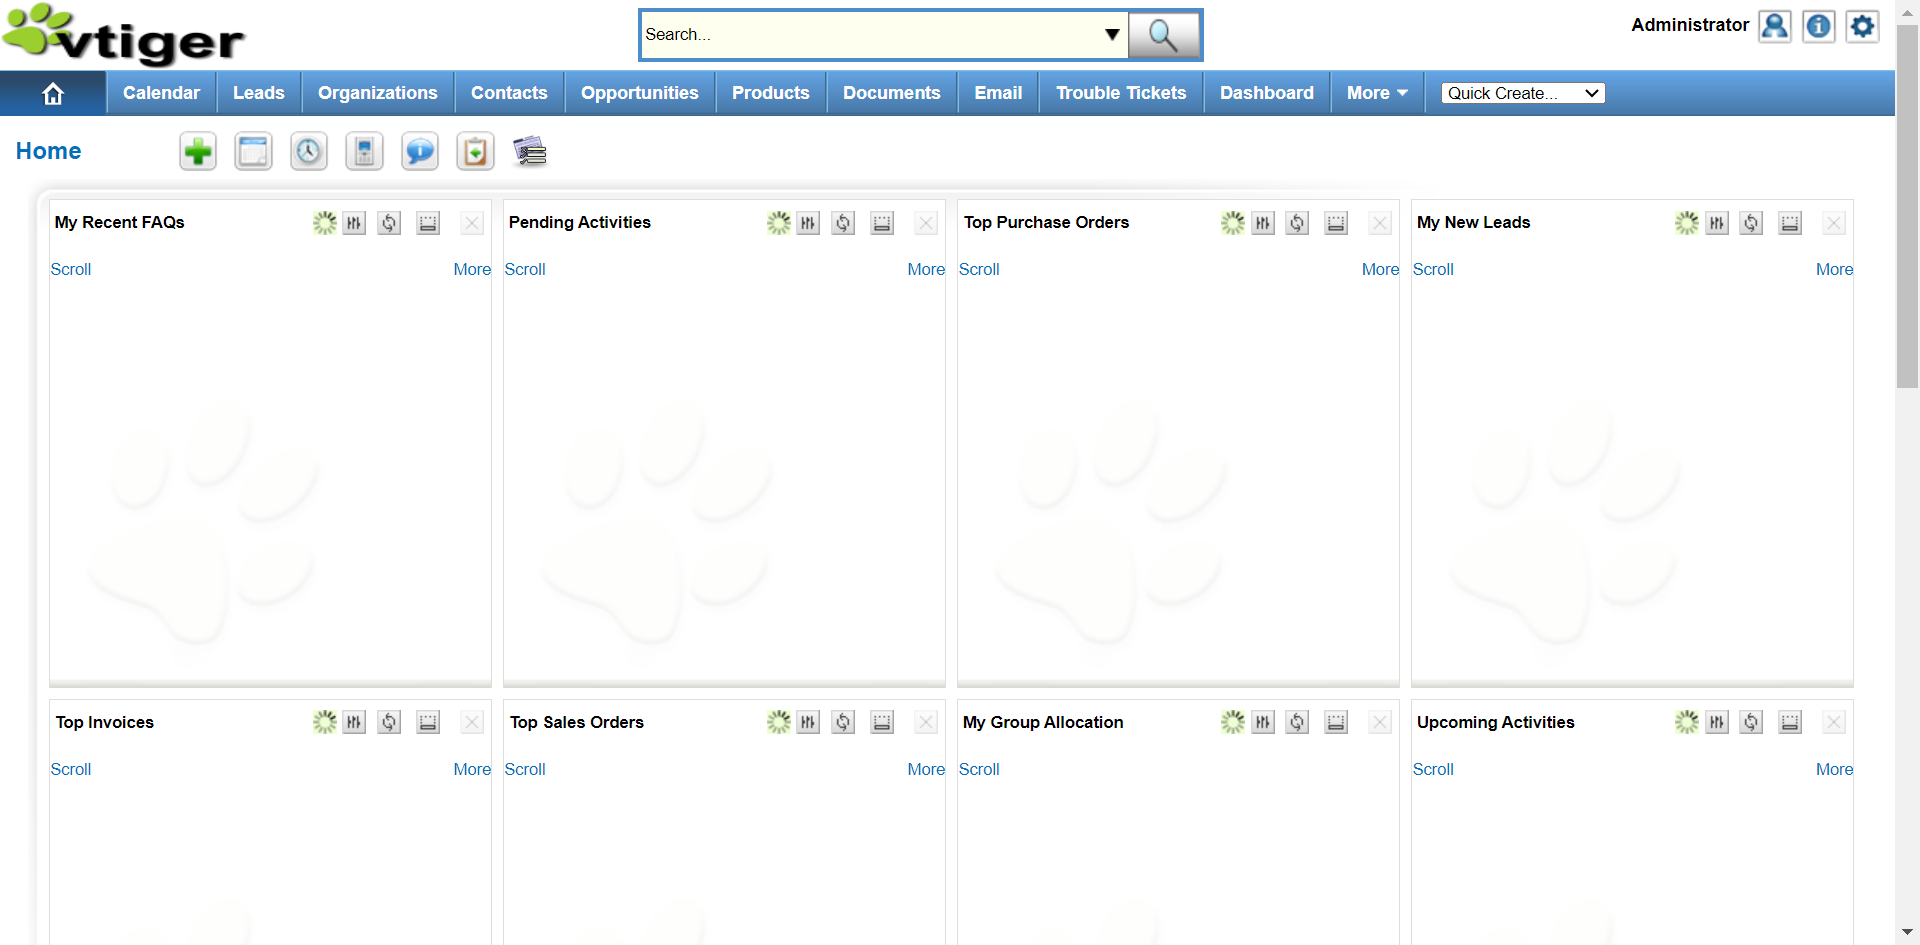 vtiger
Search...
Administrator
Calendar Leads Organizations Contacts Opportunities Products Documents Email Trouble Tickets Dashboard More Quick Create...
Home
My Recent FAQs Pending Activities Top Purchase Orders My New Leads
Scroll More Scroll More Scroll More Scroll More
Top Invoices Top Sales Orders My Group Allocation Upcoming Activities
Scroll More Scroll More Scroll Scroll More